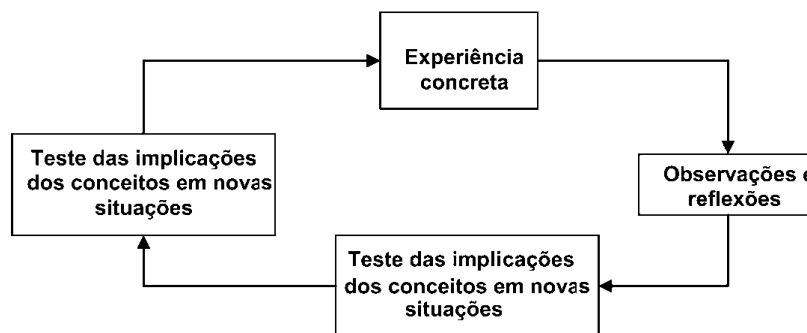 Experiência
concreta
Teste das implicações
dos conceitos em novas
situações
Observações e
reflexões
Teste das implicações
dos conceitos em novas
situações